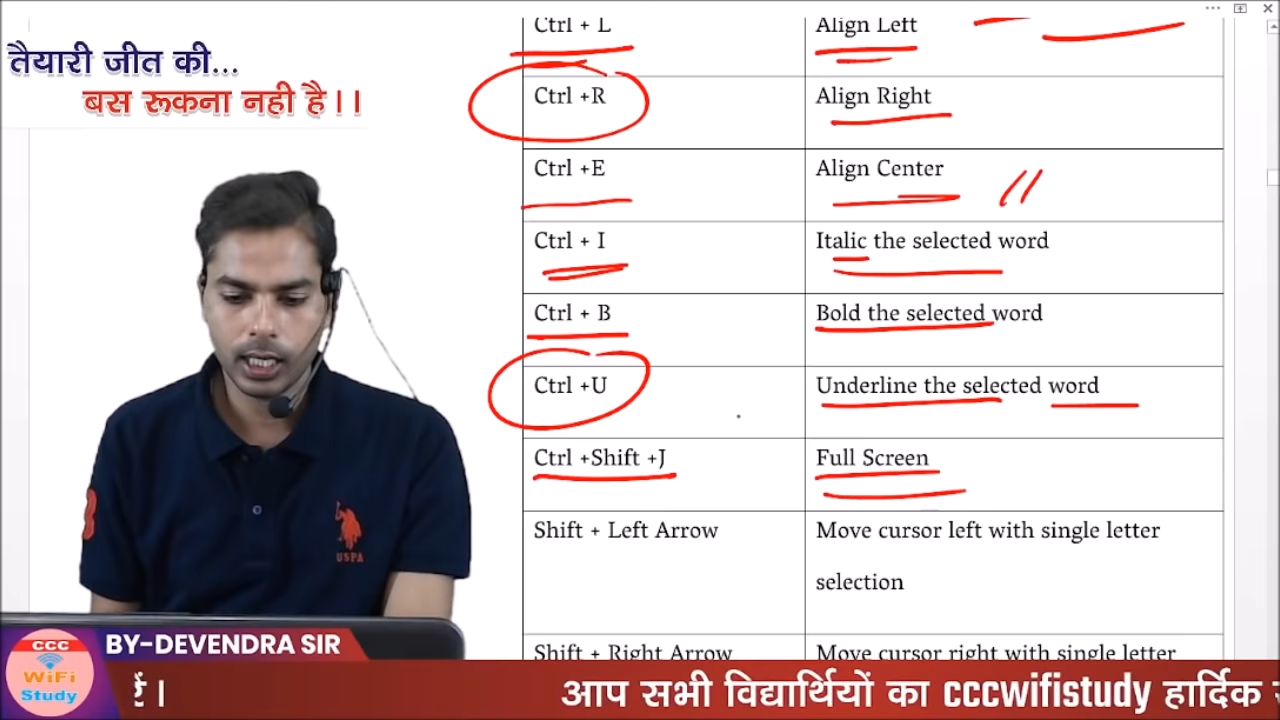 तैयारी जीत की...
बस रूकना नही है।।
Ctrl + L Align Left
Ctrl +R Align Right
Ctrl +E Align Center
Ctrl + I Italic the selected word
Ctrl + B Bold the selected word
Ctrl +U Underline the selected word
Ctrl +Shift +J Full Screen
Shift + Left Arrow Move cursor left with single letter
selection
Shift + Right Arrow Move cursor right with single letter
USPA
BY-DEVENDRA SIR
CCC
WiFi
Study
हैं। आप सभी विद्यार्थियों का cccwifistudy हार्दिक